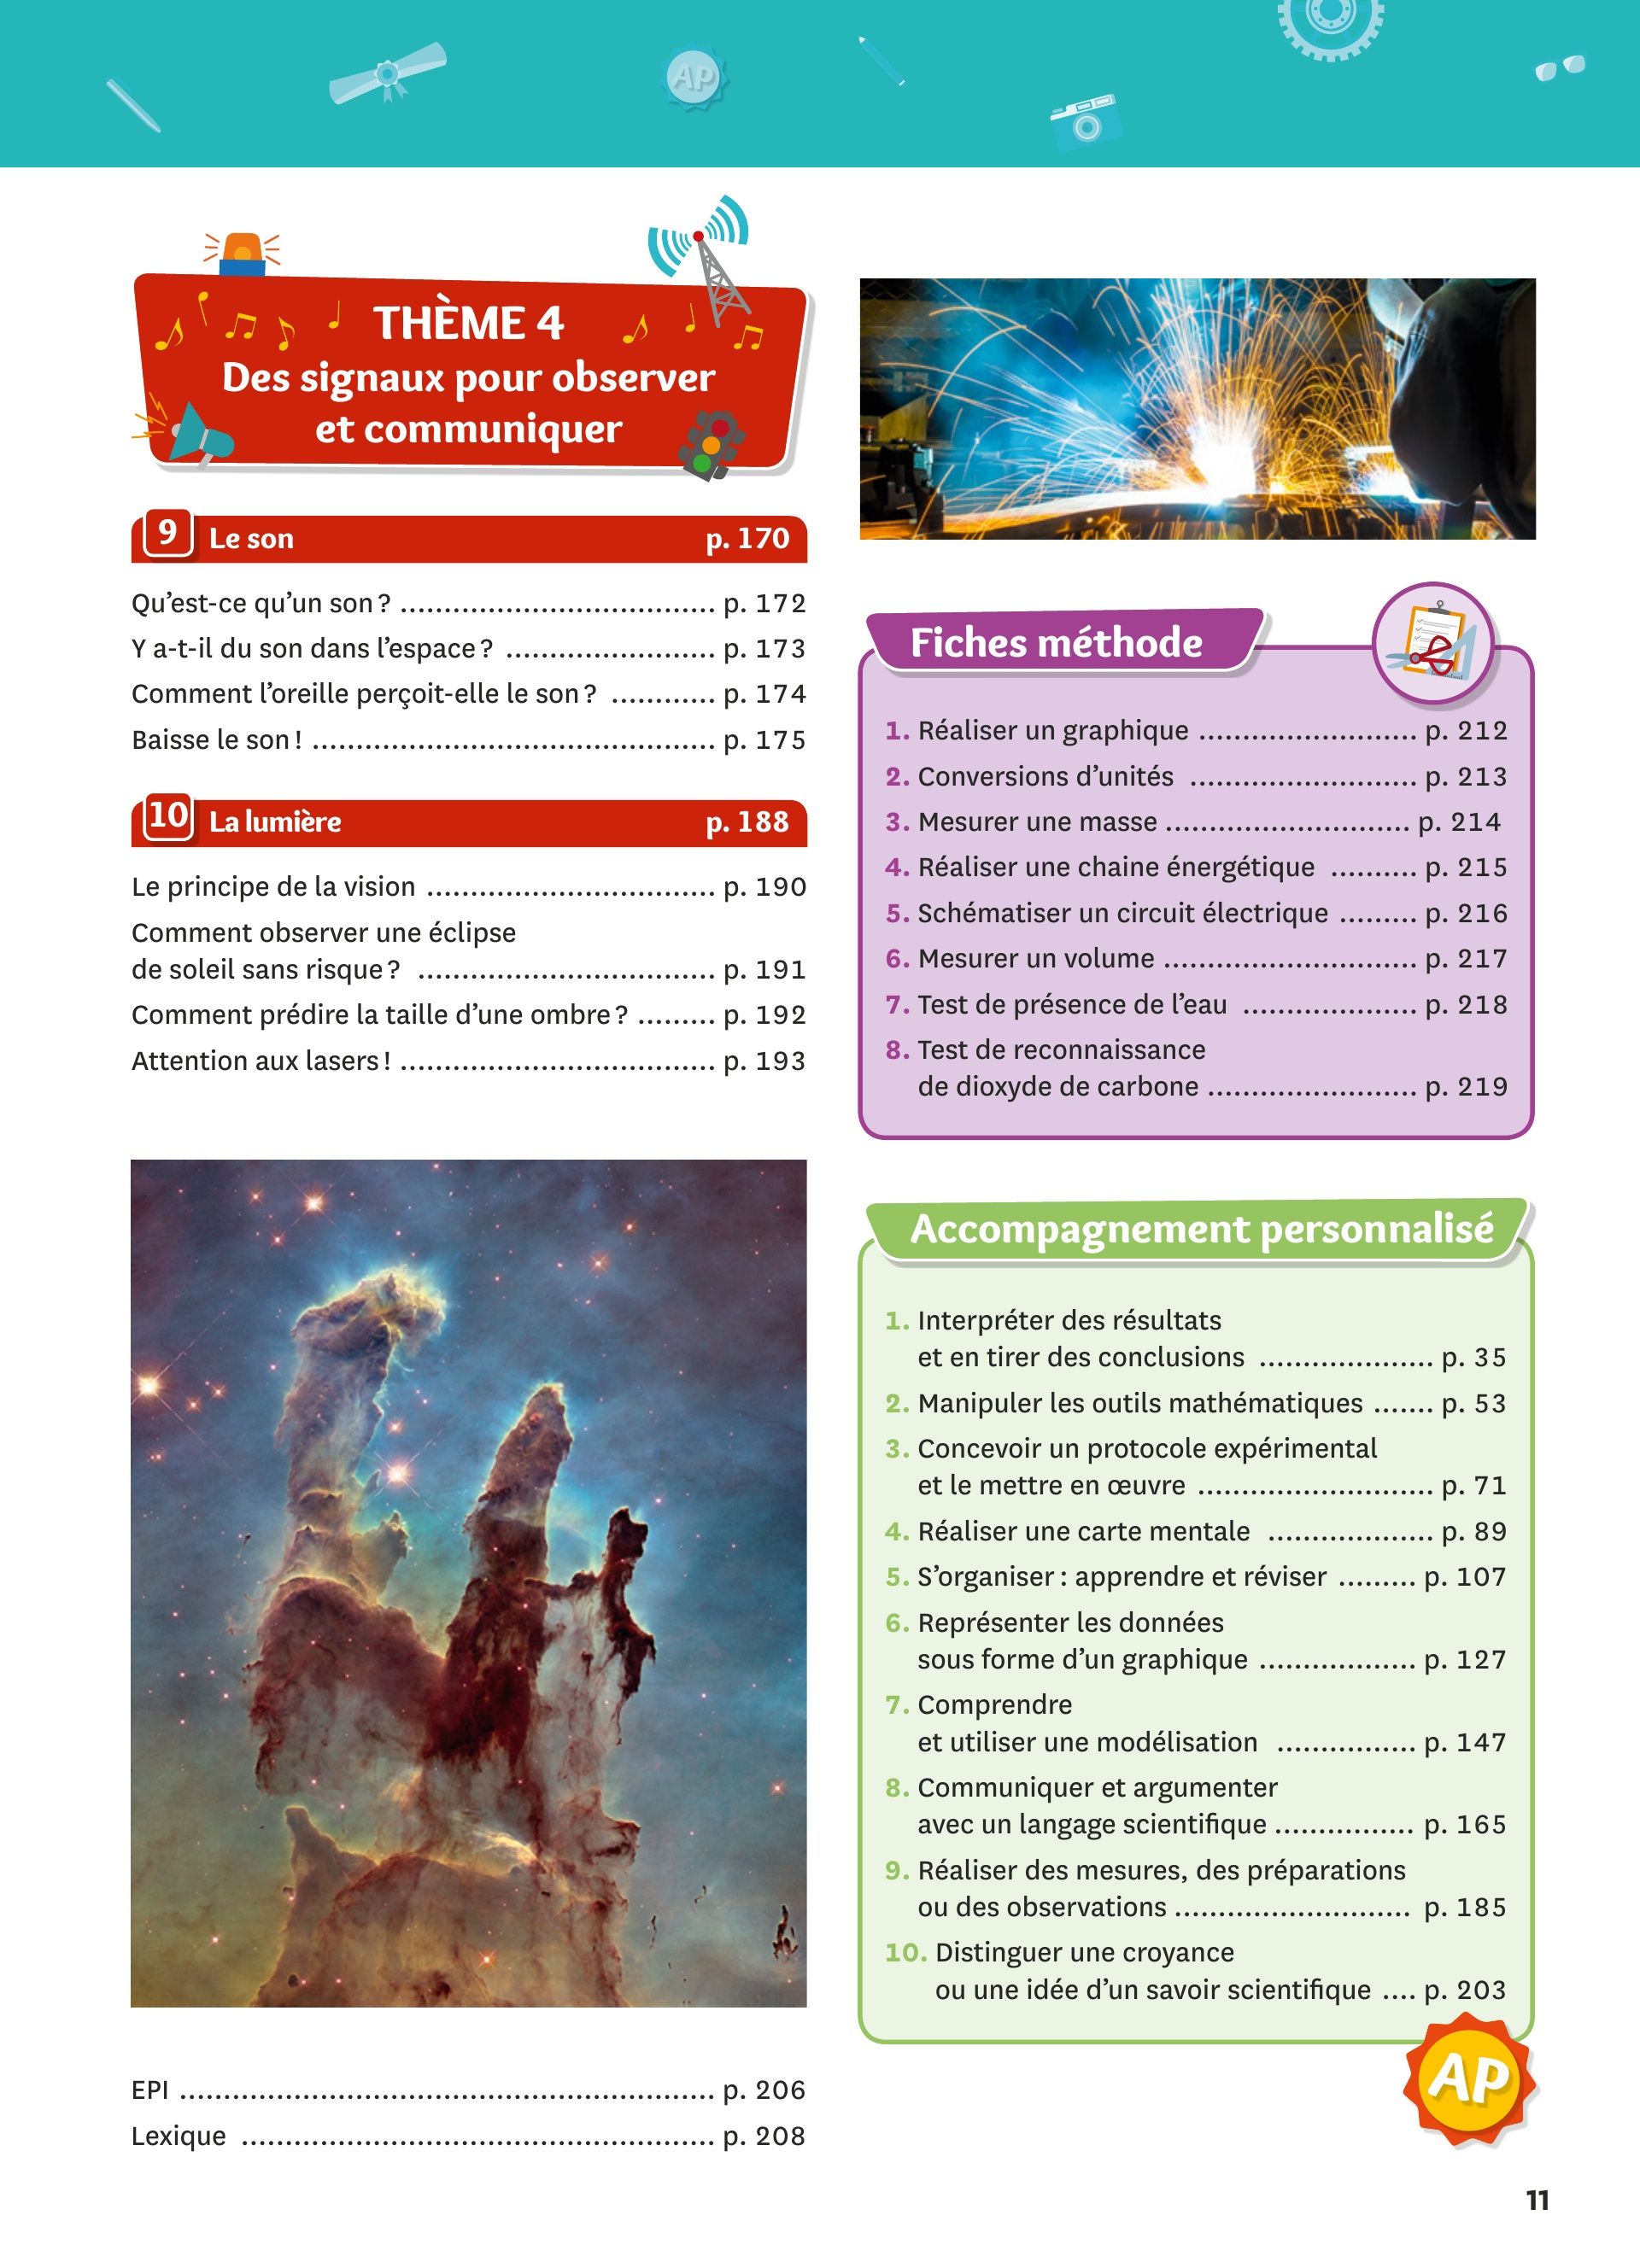 AP
THÈME 4
Des signaux pour observer
et communiquer
9 Le son p. 170
Qu’est-ce qu’un son ? .................................... p. 172
Y a-t-il du son dans l’espace ? ........................ p. 173
Comment l’oreille perçoit-elle le son ? ............ p. 174
Baisse le son ! .............................................. p. 175
10 La lumière p. 188
Le principe de la vision ................................. p. 190
Comment observer une éclipse
de soleil sans risque ? .................................. p. 191
Comment prédire la taille d’une ombre ? ......... p. 192
Attention aux lasers ! .................................... p. 193
EPI ............................................................. p. 206
Lexique ...................................................... p. 208
Fiches méthode
1. Réaliser un graphique ......................... p. 212
2. Conversions d’unités .......................... p. 213
3. Mesurer une masse ............................ p. 214
4. Réaliser une chaine énergétique .......... p. 215
5. Schématiser un circuit électrique ......... p. 216
6. Mesurer un volume ............................. p. 217
7. Test de présence de l’eau .................... p. 218
8. Test de reconnaissance
de dioxyde de carbone ........................ p. 219
Accompagnement personnalisé
1. Interpréter des résultats
et en tirer des conclusions .................... p. 35
2. Manipuler les outils mathématiques ....... p. 53
3. Concevoir un protocole expérimental
et le mettre en œuvre ........................... p. 71
4. Réaliser une carte mentale ................... p. 89
5. S’organiser : apprendre et réviser ......... p. 107
6. Représenter les données
sous forme d’un graphique .................. p. 127
7. Comprendre
et utiliser une modélisation ................ p. 147
8. Communiquer et argumenter
avec un langage scientifique ................ p. 165
9. Réaliser des mesures, des préparations
ou des observations ........................... p. 185
10. Distinguer une croyance
ou une idée d’un savoir scientifique .... p. 203
AP
11